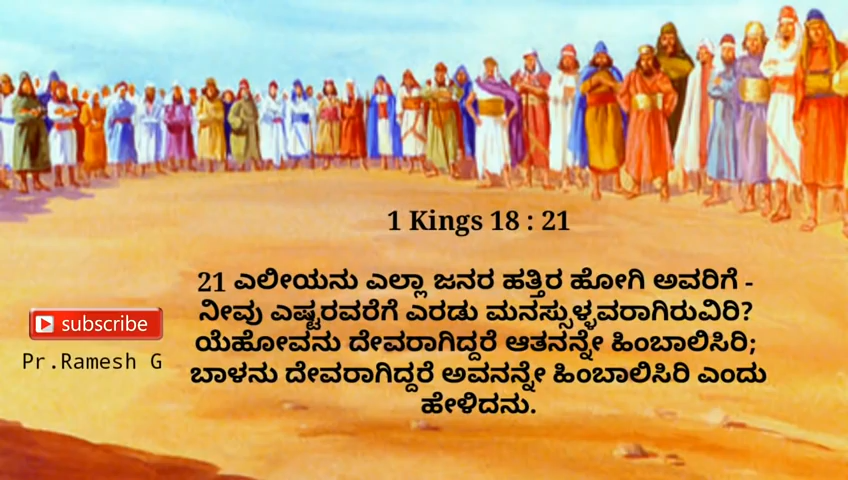 1 Kings 18 : 21
21 ಎಲೀಯನು ಎಲ್ಲಾ ಜನರ ಹತ್ತಿರ ಹೋಗಿ ಅವರಿಗೆ -
ನೀವು ಎಷ್ಟರವರೆಗೆ ಎರಡು ಮನಸ್ಸುಳ್ಳವರಾಗಿರುವಿರಿ?
ಯೆಹೋವನು ದೇವರಾಗಿದ್ದರೆ ಆತನನ್ನೇ ಹಿಂಬಾಲಿಸಿರಿ;
ಬಾಳನು ದೇವರಾಗಿದ್ದರೆ ಅವನನ್ನೇ ಹಿಂಬಾಲಿಸಿರಿ ಎಂದು
ಹೇಳಿದನು.
subscribe
Pr.Ramesh G